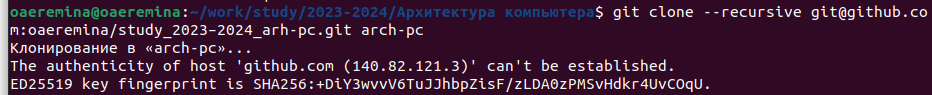 oaeremina@oaeremina:~/work/study/2023-2024/Архитектура компьютера$ git clone --recursive git@github.co
m:oaeremina/study_2023-2024_arh-pc.git arch-pc
Клонирование в «arch-pc»...
The authenticity of host 'github.com (140.82.121.3)' can't be established.
ED25519 key fingerprint is SHA256:+DiY3wvvV6TuJJhbpZisF/zLDA0zPMSvHdkr4UvCOqU.